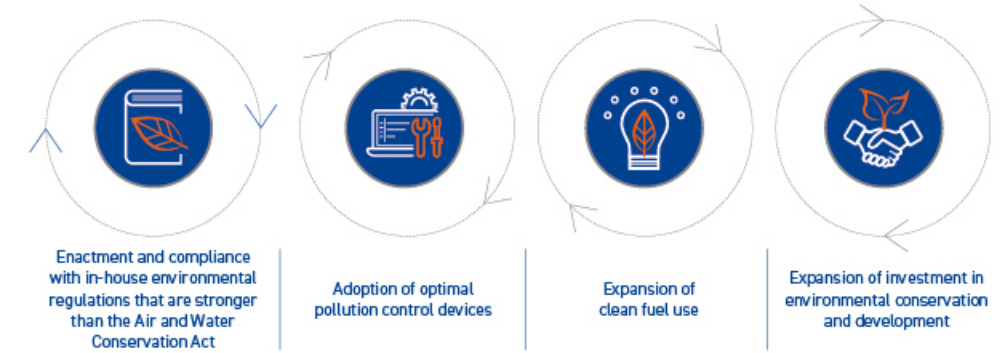 Enactment and compliance
with in-house environmental
regulations that are stronger
than the Air and Water
Conservation Act
Adoption of optimal
pollution control devices
Expansion of
clean fuel use
Expansion of investment in
environmental conservation
and development